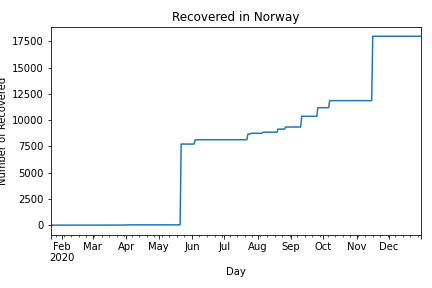 Recovered in Norway
Number of Recovered
17500
15000
12500
10000
7500
5000
2500
0
Feb Mar Apr May Jun Jul Aug Sep Oct Nov Dec
2020
Day